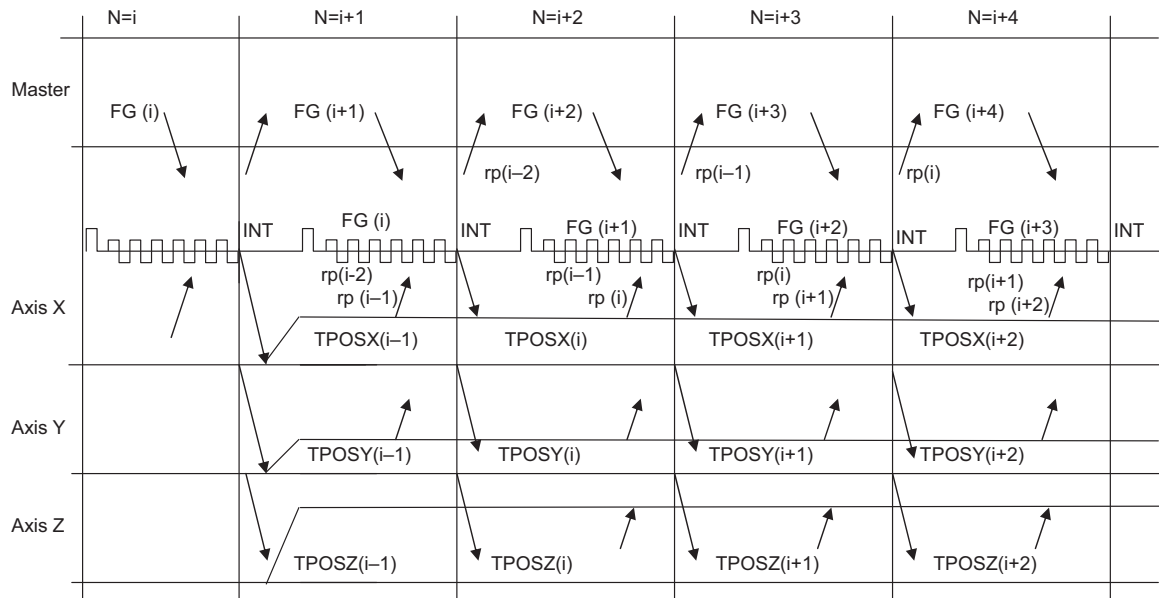 N=i N=i+1 N=i+2 N=i+3 N=i+4
Master
FG (i) FG (i+1) FG (i+2) FG (i+3) FG (i+4)
rp(i–2) rp(i–1) rp(i)
INT FG (i) INT FG (i+1) INT FG (i+2) INT FG (i+3) INT
rp(i-2) rp(i–1) rp(i) rp(i+1)
Axis X rp (i–1) rp (i) rp (i+1) rp (i+2)
TPOSX(i–1) TPOSX(i) TPOSX(i+1) TPOSX(i+2)
Axis Y
TPOSY(i–1) TPOSY(i) TPOSY(i+1) TPOSY(i+2)
Axis Z
TPOSZ(i–1) TPOSZ(i) TPOSZ(i+1) TPOSZ(i+2)